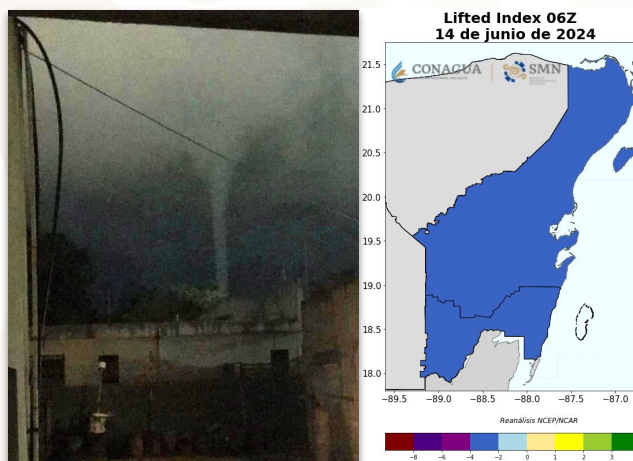 Lifted Index 06Z
14 de junio de 2024
CONAGUA
SMN
21.5
21.0
20.5
20.0
19.5
19.0
18.5
18.0
−89.5 −89.0 −88.5 −88.0 −87.5 −87.0
Reanálisis NCEP/NCAR
−8 −6 −4 −2 0 1 2 3